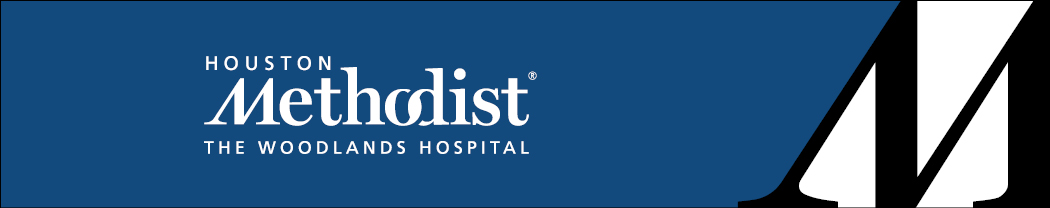 HOUSTON
Methodist®
THE WOODLANDS HOSPITAL
M